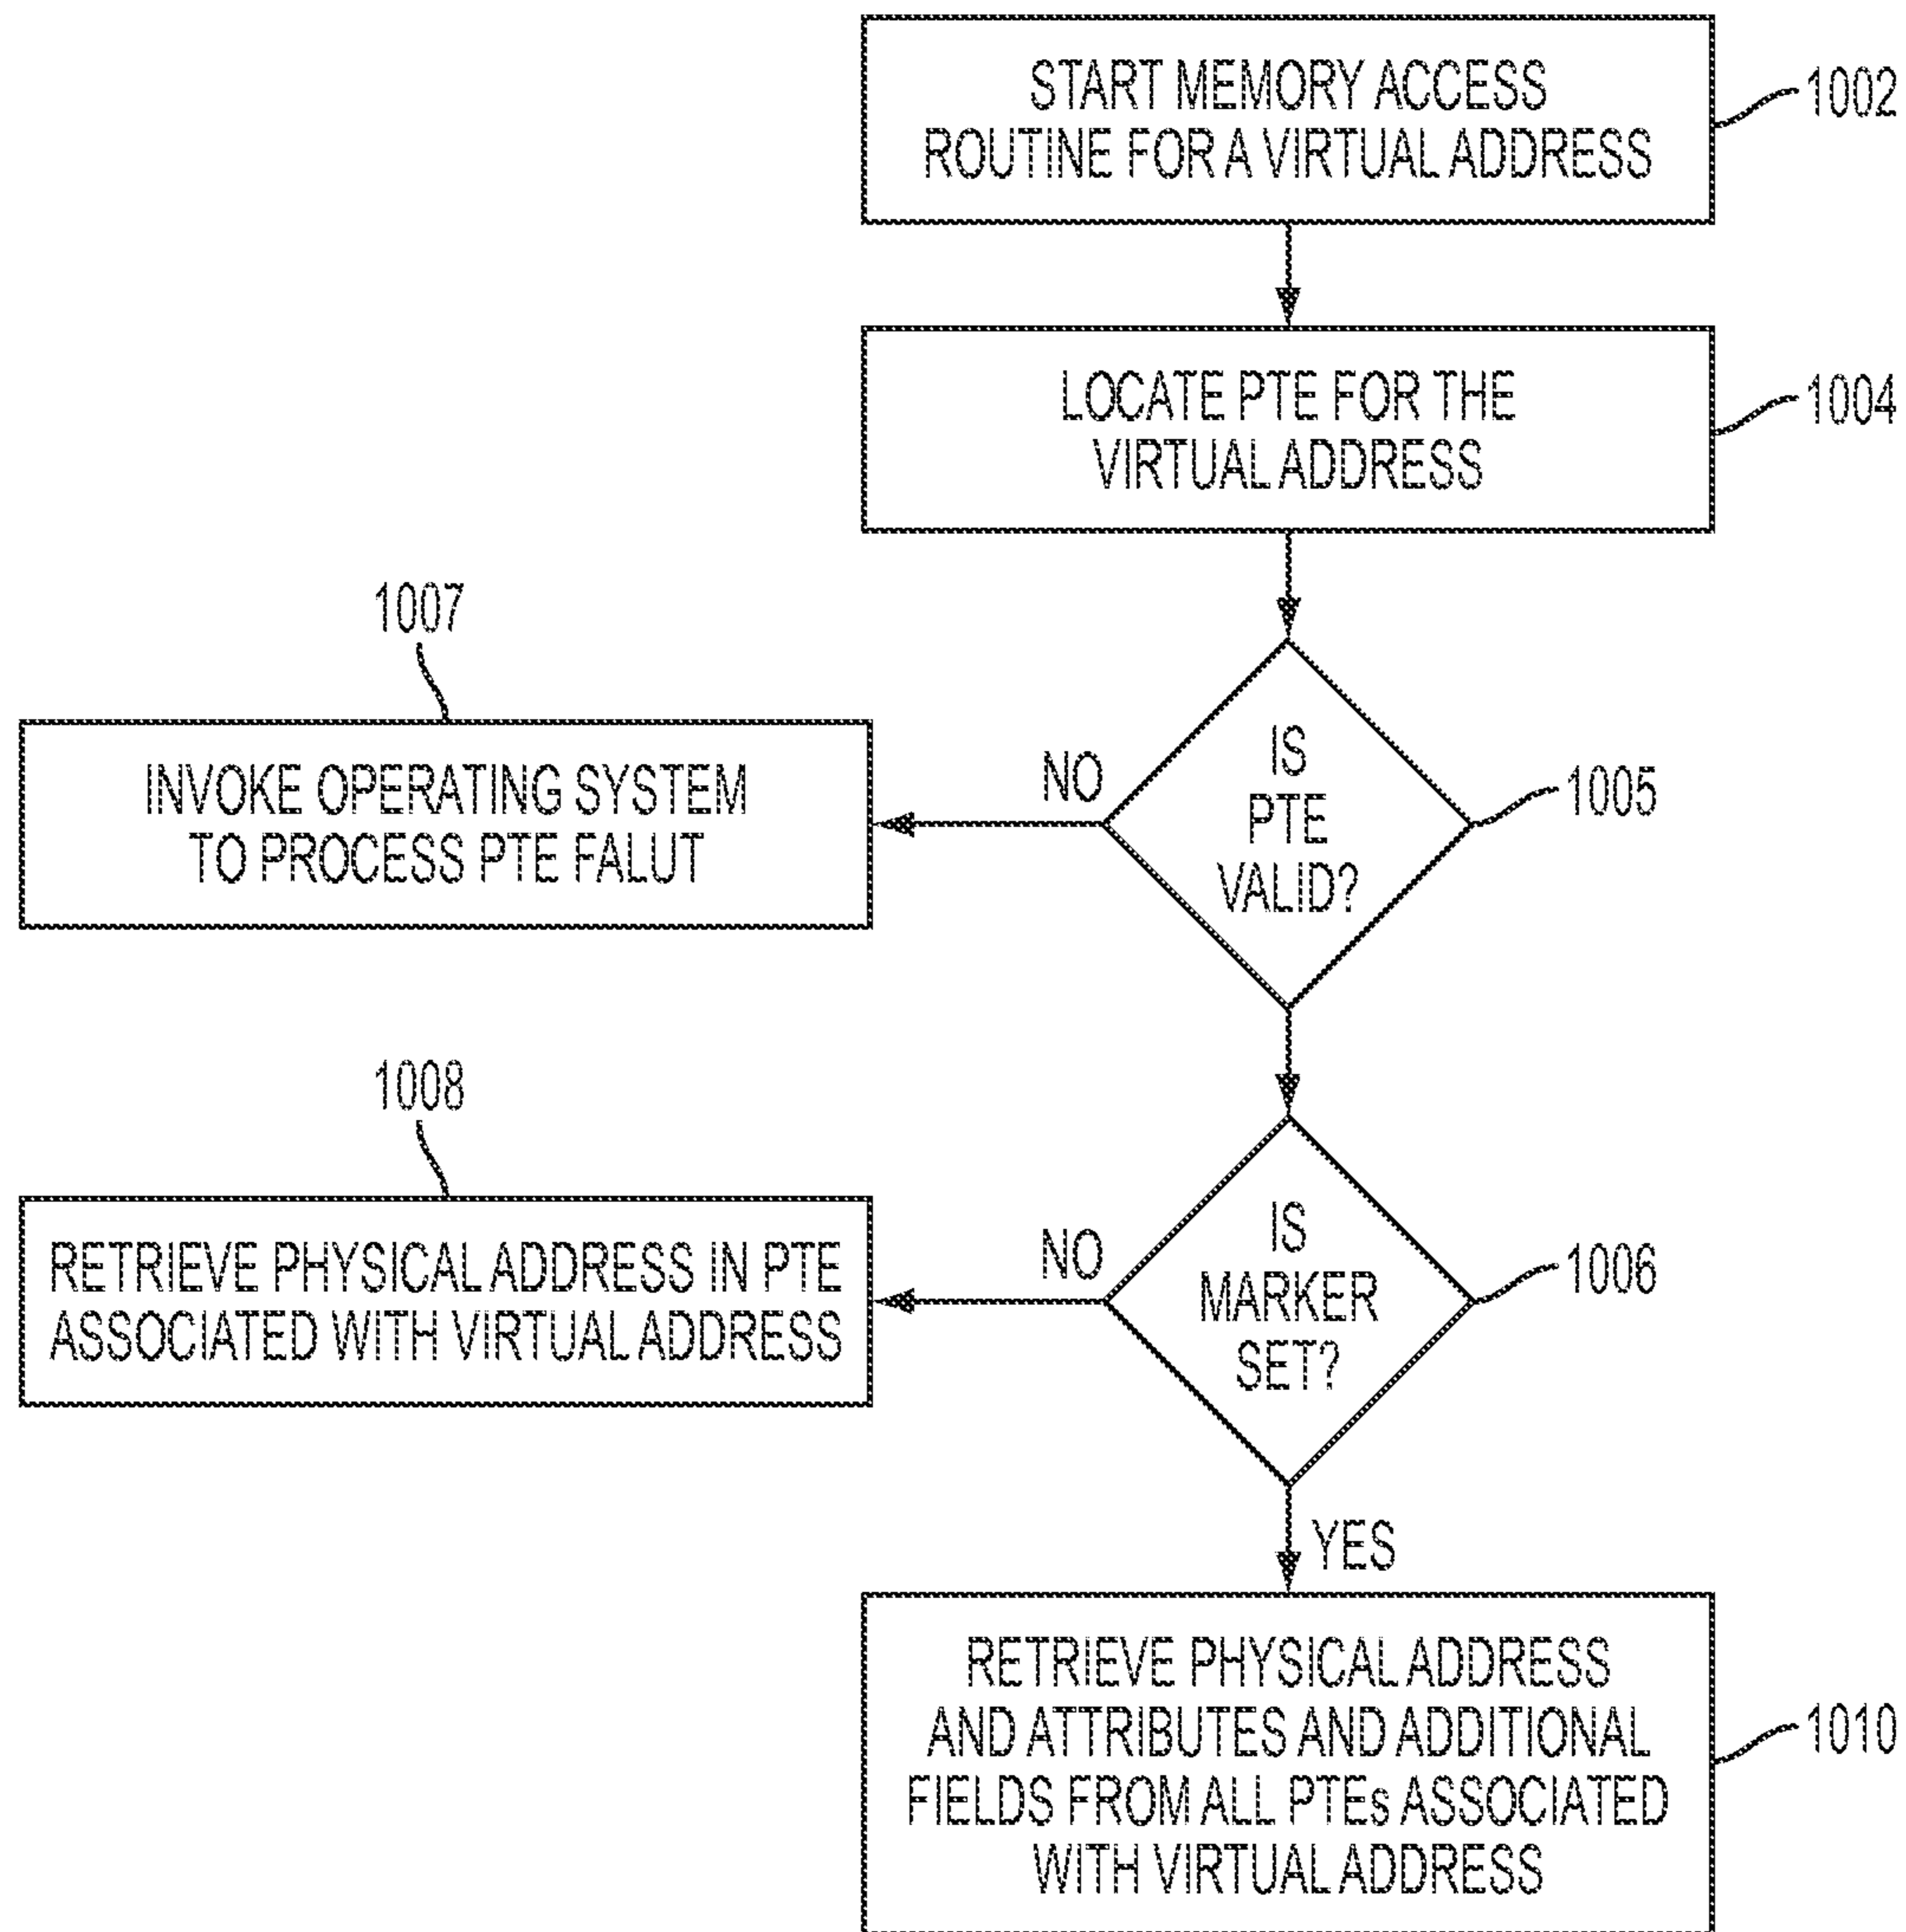 START MEMORY ACCESS
ROUTINE FOR A VIRTUAL ADDRESS
1002
LOCATE PTE FOR THE
VIRTUAL ADDRESS
1004
1007
INVOKE OPERATING SYSTEM
TO PROCESS PTE FALUT
NO
IS
PTE
VALID?
1005
1008
RETRIEVE PHYSICAL ADDRESS IN PTE
ASSOCIATED WITH VIRTUAL ADDRESS
NO
IS
MARKER
SET?
1006
YES
RETRIEVE PHYSICAL ADDRESS
AND ATTRIBUTES AND ADDITIONAL
FIELDS FROM ALL PTEs ASSOCIATED
WITH VIRTUAL ADDRESS
1010